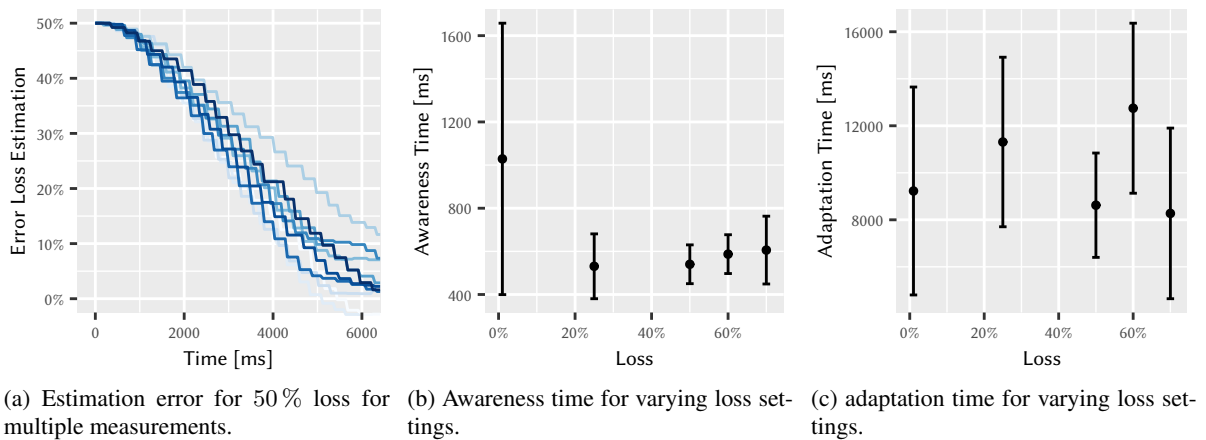 50%
40%
30%
20%
10%
0%
Error Loss Estimation
0 2000 4000 6000
Time [ms]
1600
1200
800
400
Awareness Time [ms]
0% 20% 40% 60%
Loss
16000
12000
8000
Adaptation Time [ms]
0% 20% 40% 60%
Loss
(a) Estimation error for 50 % loss for
multiple measurements.
(b) Awareness time for varying loss set-
tings.
(c) adaptation time for varying loss set-
tings.